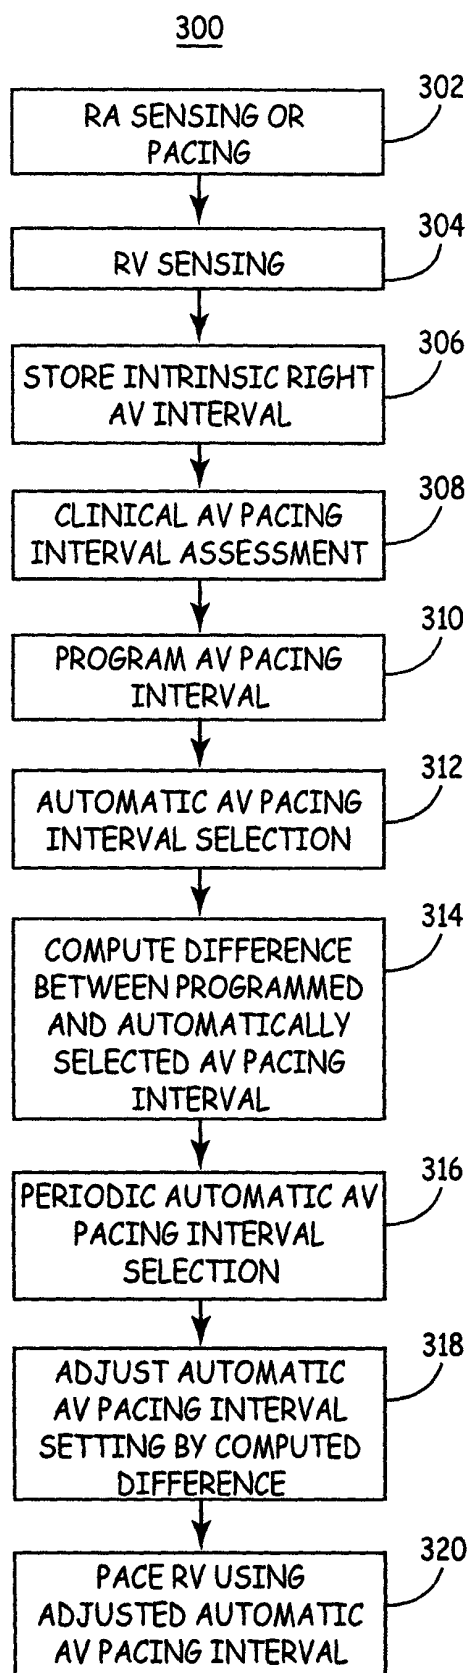 300
302
RA SENSING OR
PACING
304
RV SENSING
306
STORE INTRINSIC RIGHT
AV INTERVAL
308
CLINICAL AV PACING
INTERVAL ASSESSMENT
310
PROGRAM AV PACING
INTERVAL
312
AUTOMATIC AV PACING
INTERVAL SELECTION
314
COMPUTE DIFFERENCE
BETWEEN PROGRAMMED
AND AUTOMATICALLY
SELECTED AV PACING
INTERVAL
316
PERIODIC AUTOMATIC AV
PACING INTERVAL
SELECTION
318
ADJUST AUTOMATIC
AV PACING INTERVAL
SETTING BY COMPUTED
DIFFERENCE
320
PACE RV USING
ADJUSTED AUTOMATIC
AV PACING INTERVAL